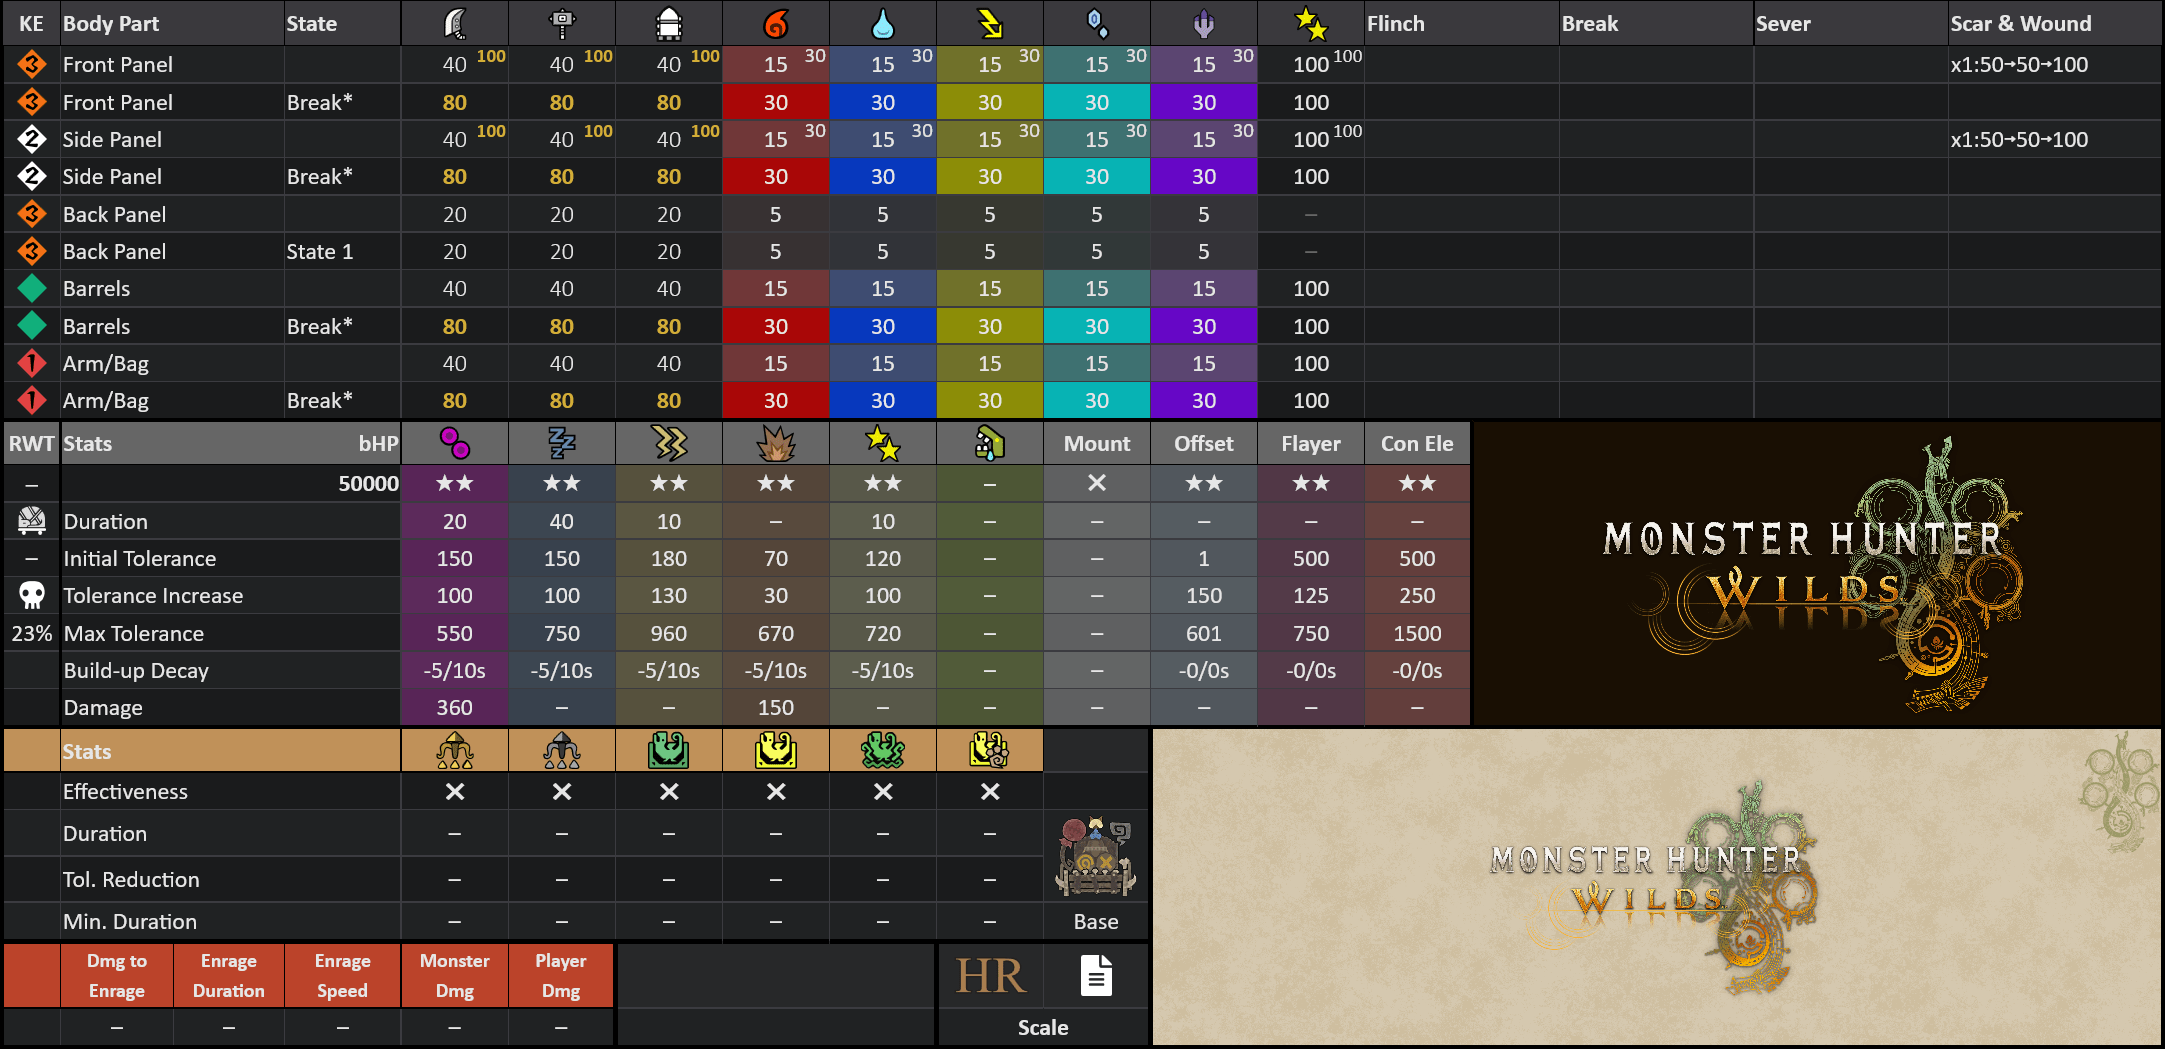 KE Body Part State Flinch Break Sever Scar & Wound
3 Front Panel 40 100 40 100 40 100 15 30 15 30 15 30 15 30 15 30 100 100 x1:50→50→100
3 Front Panel Break* 80 80 80 30 30 30 30 30 100
2 Side Panel 40 100 40 100 40 100 15 30 15 30 15 30 15 30 15 30 100 100 x1:50→50→100
2 Side Panel Break* 80 80 80 30 30 30 30 30 100
3 Back Panel 20 20 20 5 5 5 5 5 –
3 Back Panel State 1 20 20 20 5 5 5 5 5 –
Barrels 40 40 40 15 15 15 15 15 100
Barrels Break* 80 80 80 30 30 30 30 30 100
1 Arm/Bag 40 40 40 15 15 15 15 15 100
1 Arm/Bag Break* 80 80 80 30 30 30 30 30 100
RWT Stats bHP Mount Offset Flayer Con Ele
– 50000 ★★ ★★ ★★ ★★ ★★ – ✕ ★★ ★★ ★★
Duration 20 40 10 – 10 – – – – –
– Initial Tolerance 150 150 180 70 120 – – 1 500 500
Tolerance Increase 100 100 130 30 100 – – 150 125 250
23% Max Tolerance 550 750 960 670 720 – – 601 750 1500
Build-up Decay -5/10s -5/10s -5/10s -5/10s -5/10s – – -0/0s -0/0s -0/0s
Damage 360 – – 150 – – – – – –
MONSTER HUNTER
WILDS
Stats
Effectiveness ✕ ✕ ✕ ✕ ✕ ✕
Duration – – – – – –
Tol. Reduction – – – – – –
Min. Duration – – – – – –
Base
MONSTER HUNTER
WILDS
Dmg to Enrage Enrage Duration Enrage Speed Monster Dmg Player Dmg
– – – – –
HR
Scale